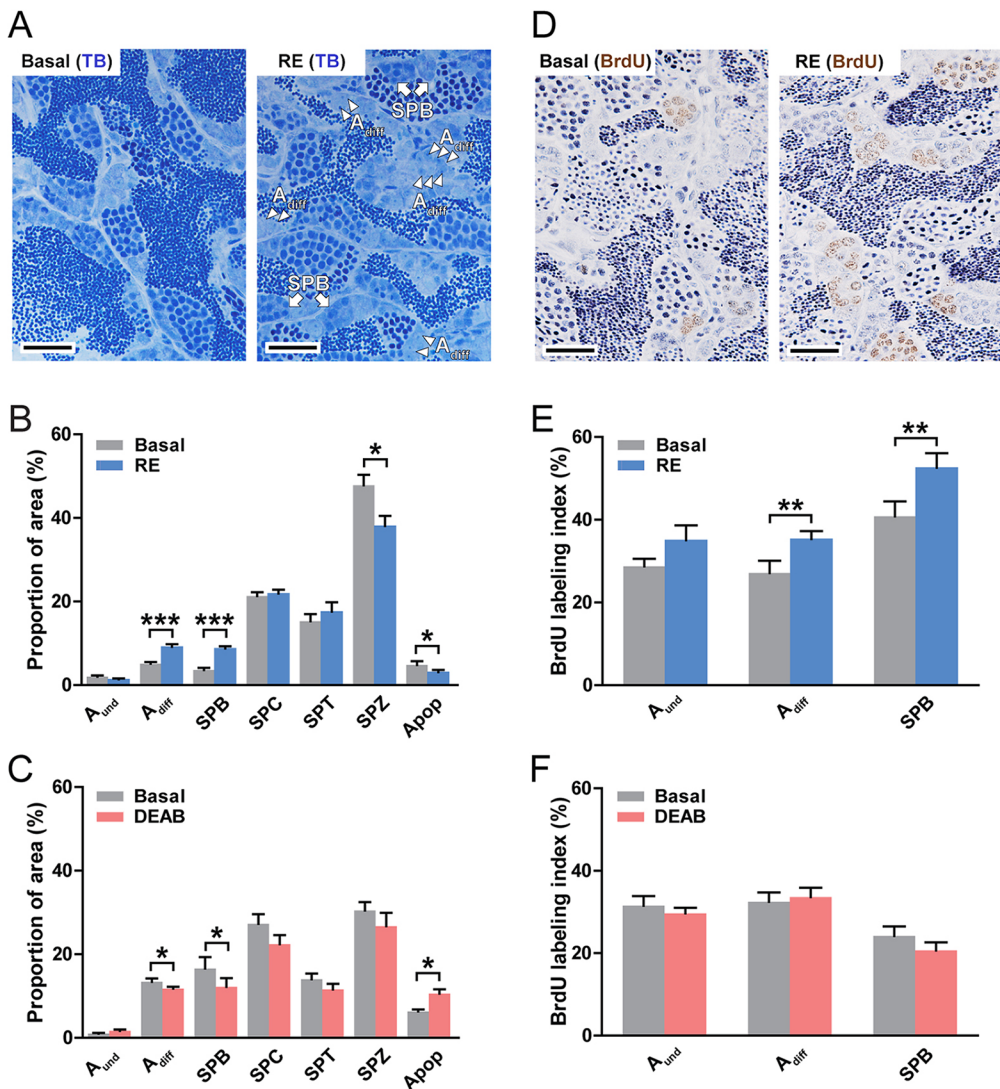 A
Basal (TB)
RE (TB)
SPB
Adiff
Adiff
Adiff
Adiff
SPB
Adiff
D
Basal (BrdU)
RE (BrdU)
B
Proportion of area (%)
60
40
20
0
Basal
RE
***
***
*
*
Aund
Adiff
SPB
SPC
SPT
SPZ
Apop
E
BrdU labeling index (%)
60
40
20
0
Basal
RE
**
**
Aund
Adiff
SPB
C
Proportion of area (%)
60
40
20
0
Basal
DEAB
*
*
*
Aund
Adiff
SPB
SPC
SPT
SPZ
Apop
F
BrdU labeling index (%)
60
40
20
0
Basal
DEAB
Aund
Adiff
SPB